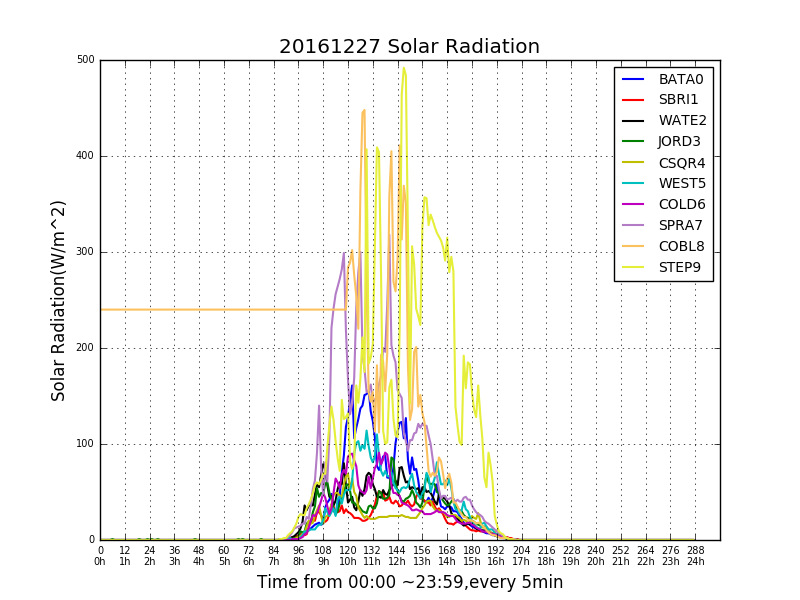 20161227 Solar Radiation
500
400
300
200
100
0
Solar Radiation(W/m^2)
BATA0
SBRI1
WATE2
JORD3
CSQR4
WEST5
COLD6
SPRA7
COBL8
STEP9
0 12 24 36 48 60 72 84 96 108 120 132 144 156 168 180 192 204 216 228 240 252 264 276 288
0h 1h 2h 3h 4h 5h 6h 7h 8h 9h 10h 11h 12h 13h 14h 15h 16h 17h 18h 19h 20h 21h 22h 23h 24h
Time from 00:00 ~23:59,every 5min